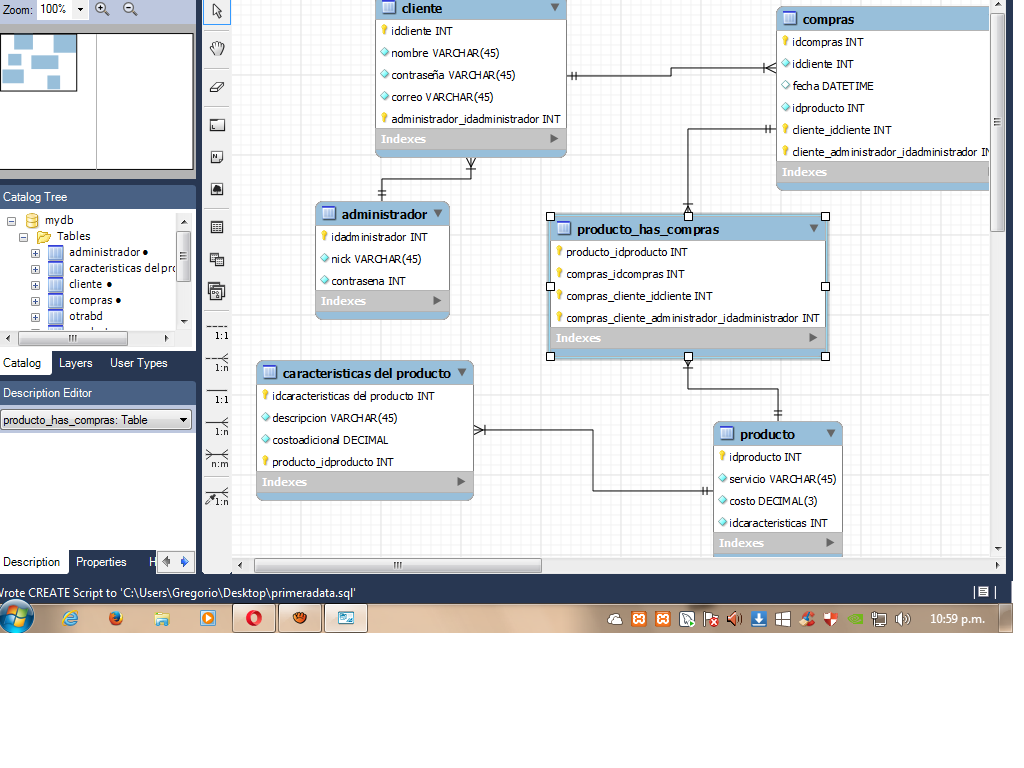 Zoom: 100%
Catalog Tree
mydb
Tables
administrador
caracteristicas del pro
cliente
compras
otrabd
Catalog Layers User Types
Description Editor
producto_has_compras: Table
Description Properties H
1:1
1:n
1:1
1:n
n:m
1:n
cliente
idcliente INT
nombre VARCHAR(45)
contraseña VARCHAR(45)
correo VARCHAR(45)
administrador_idadministrador INT
Indexes
compras
idcompras INT
idcliente INT
fecha DATETIME
idproducto INT
cliente_idcliente INT
cliente_administrador_idadministrador IN
Indexes
administrador
idadministrador INT
nick VARCHAR(45)
contrasena INT
Indexes
producto_has_compras
producto_idproducto INT
compras_idcompras INT
compras_cliente_idcliente INT
compras_cliente_administrador_idadministrador INT
Indexes
caracteristicas del producto
idcaracteristicas del producto INT
descripcion VARCHAR(45)
costoadicional DECIMAL
producto_idproducto INT
Indexes
producto
idproducto INT
servicio VARCHAR(45)
costo DECIMAL(3)
idcaracteristicas INT
Indexes
Wrote CREATE Script to 'C:\Users\Gregorio\Desktop\primeradata.sql'
10:59 p.m.